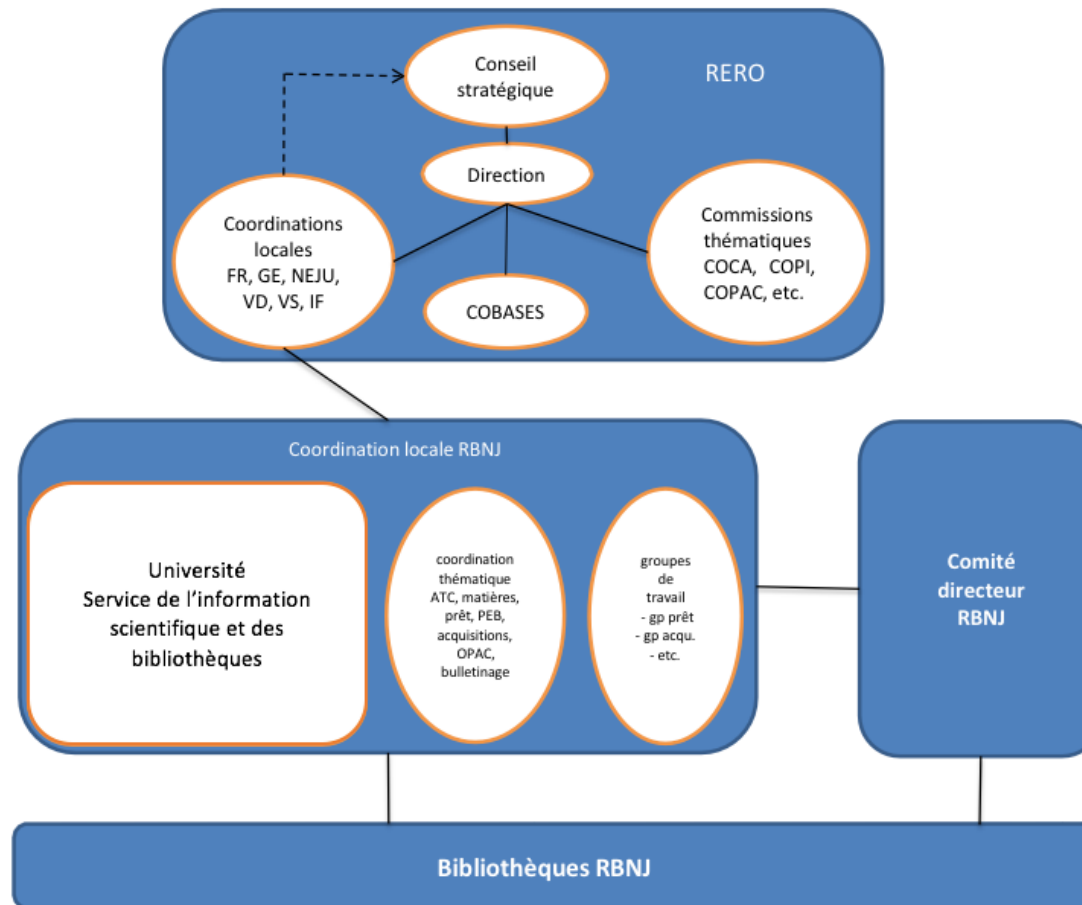 RERO
Conseil
stratégique
Direction
Coordinations
locales
FR, GE, NEJU,
VD, VS, IF
COBASES
Commissions
thématiques
COCA, COPI,
COPAC, etc.
Coordination locale RBNJ
Université
Service de l'information
scientifique et des
bibliothèques
coordination
thématique
ATC, matières,
prêt, PEB,
acquisitions,
OPAC,
bulletinage
groupes
de
travail
- gp prêt
- gp acqu.
- etc.
Comité
directeur
RBNJ
Bibliothèques RBNJ